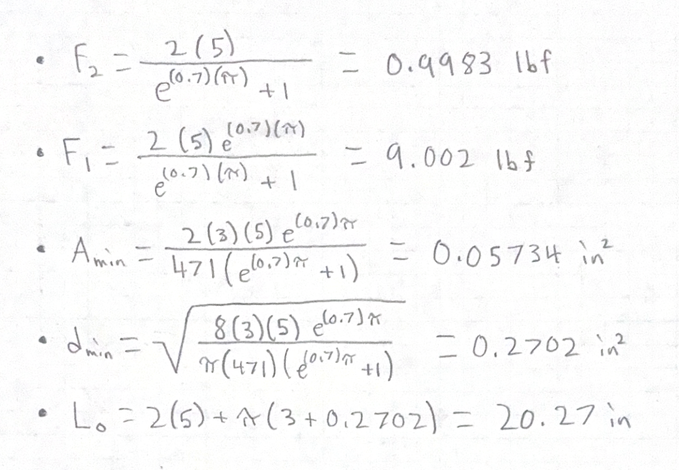 • F₂ = 2(5) / (e^(0.7)(π) + 1) = 0.9983 lbf
• F₁ = 2(5)e^(0.7)(π) / (e^(0.7)(π) + 1) = 9.002 lbf
• A_min = 2(3)(5)e^(0.7)π / 471(e^(0.7)π + 1) = 0.05734 in²
• d_min = √(8(3)(5) e^(0.7)π / π(471)(e^(0.7)π + 1)) = 0.2702 in²
• L₀ = 2(5) + π(3 + 0.2702) = 20.27 in